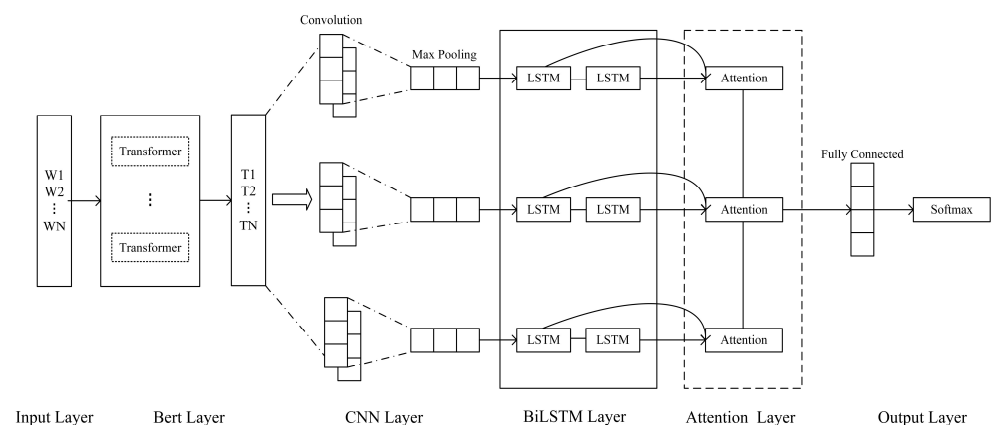 Convolution
Max Pooling
LSTM
LSTM
Attention
W1
W2
⋮
WN
Transformer
⋮
Transformer
T1
T2
⋮
TN
LSTM
LSTM
Attention
Fully Connected
Softmax
LSTM
LSTM
Attention
Input Layer
Bert Layer
CNN Layer
BiLSTM Layer
Attention Layer
Output Layer